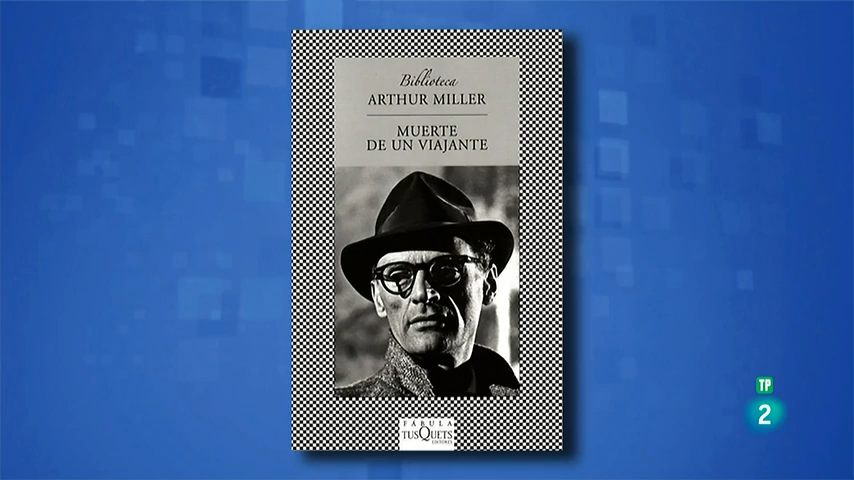 Biblioteca
ARTHUR MILLER
MUERTE
DE UN VIAJANTE
FÁBULA
TUSQUETS
EDITORES
TP
2